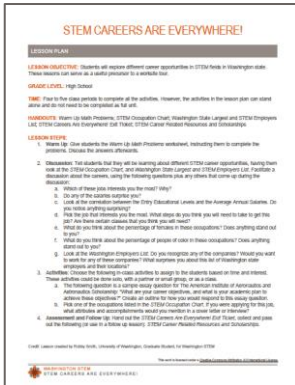 STEM CAREERS ARE EVERYWHERE!
LESSON PLAN
LESSON OBJECTIVE: Students will explore different career opportunities in STEM fields in Washington state.
These lessons can serve as a useful precursor to a worksite tour.
GRADE LEVEL: High School
TIME: Four to five class periods to complete all the activities. However, the activities in the lesson plan can stand
alone and do not need to be completed as full unit.
HANDOUTS: Warm Up Math Problems, STEM Occupation Chart, Washington State Largest and STEM Employers
List, STEM Careers Are Everywhere! Exit Ticket, STEM Career Related Resources and Scholarships.
LESSON STEPS:
1. Warm Up: Give students the Warm Up Math Problems worksheet, instructing them to complete the
problems. Discuss the answers afterwards.
2. Discussion: Tell students that they will be learning about different STEM career opportunities, having them
look at the STEM Occupation Chart, and Washington State Largest and STEM Employers List. Facilitate a
discussion about the careers, using the following questions plus any others that come up during the
discussion:
a. Which of these jobs interests you the most? Why?
b. Do any of the salaries surprise you?
c. Look at the correlation between the Entry Educational Levels and the Average Annual Salaries. Do
you notice anything surprising?
d. Pick the job that interests you the most. What steps do you think you will need to take to get this
job? Are there certain classes that you think you will need?
e. What do you think about the percentage of females in these occupations? Does anything stand out
to you?
f. What do you think about the percentage of people of color in these occupations? Does anything
stand out to you?
g. Look at the Washington Employers List. Do you recognize any of the companies? Would you want
to work for any of these companies? What surprises you about this list of Washington state
employers and their locations?
3. Activities: Choose the following in-class activities to assign to the students based on time and interest.
These activities could be done solo, with a partner or small group, or as a class.
a. The following question is a sample essay question for The American Institute of Aeronautics and
Astronautics Scholarship: "What are your career objectives, and what is your academic plan to
achieve these objectives?" Create an outline for how you would respond to this essay question.
b. Pick one of the occupations listed in the STEM Occupation Chart. If you were applying for this job,
what attributes and accomplishments would you mention in a cover letter or interview?
4. Assessment and Follow Up: Hand out the STEM Careers Are Everywhere! Exit Ticket, collect and pass
out the following (or use in a follow up lesson): STEM Career Related Resources and Scholarships.
WASHINGTON STEM
STEM CAREERS ARE EVERYWHERE!